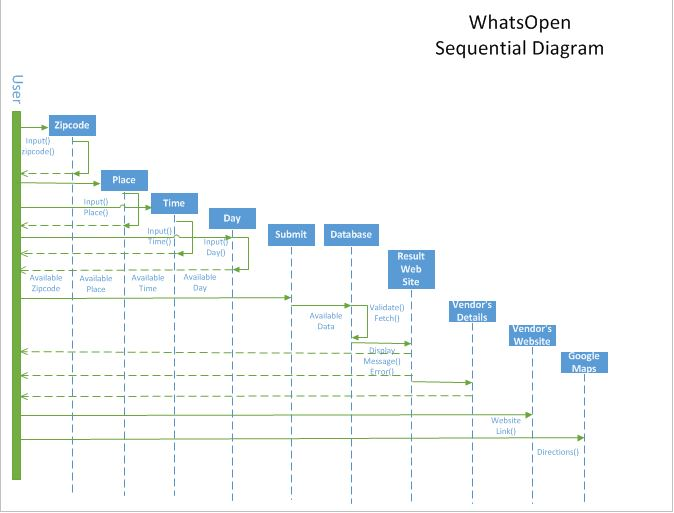 WhatsOpen
Sequential Diagram
User
Zipcode
Input()
zipcode()
Place
Input()
Place()
Time
Input()
Time()
Day
Input()
Day()
Submit
Database
Result
Web
Site
Available
Zipcode
Available
Place
Available
Time
Available
Day
Available
Data
Validate()
Fetch()
Vendor's
Details
Display
Message()
Error()
Vendor's
Website
Google
Maps
Website
Link()
Directions()